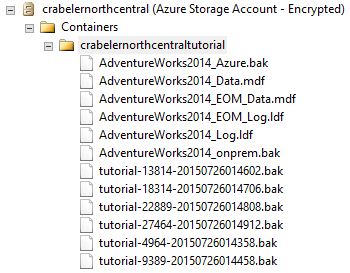 crabelernorthcentral (Azure Storage Account - Encrypted)
Containers
crabelernorthcentraltutorial
AdventureWorks2014_Azure.bak
AdventureWorks2014_Data.mdf
AdventureWorks2014_EOM_Data.mdf
AdventureWorks2014_EOM_Log.ldf
AdventureWorks2014_Log.ldf
AdventureWorks2014_onprem.bak
tutorial-13814-20150726014602.bak
tutorial-18314-20150726014706.bak
tutorial-22889-20150726014808.bak
tutorial-27464-20150726014912.bak
tutorial-4964-20150726014358.bak
tutorial-9389-20150726014458.bak